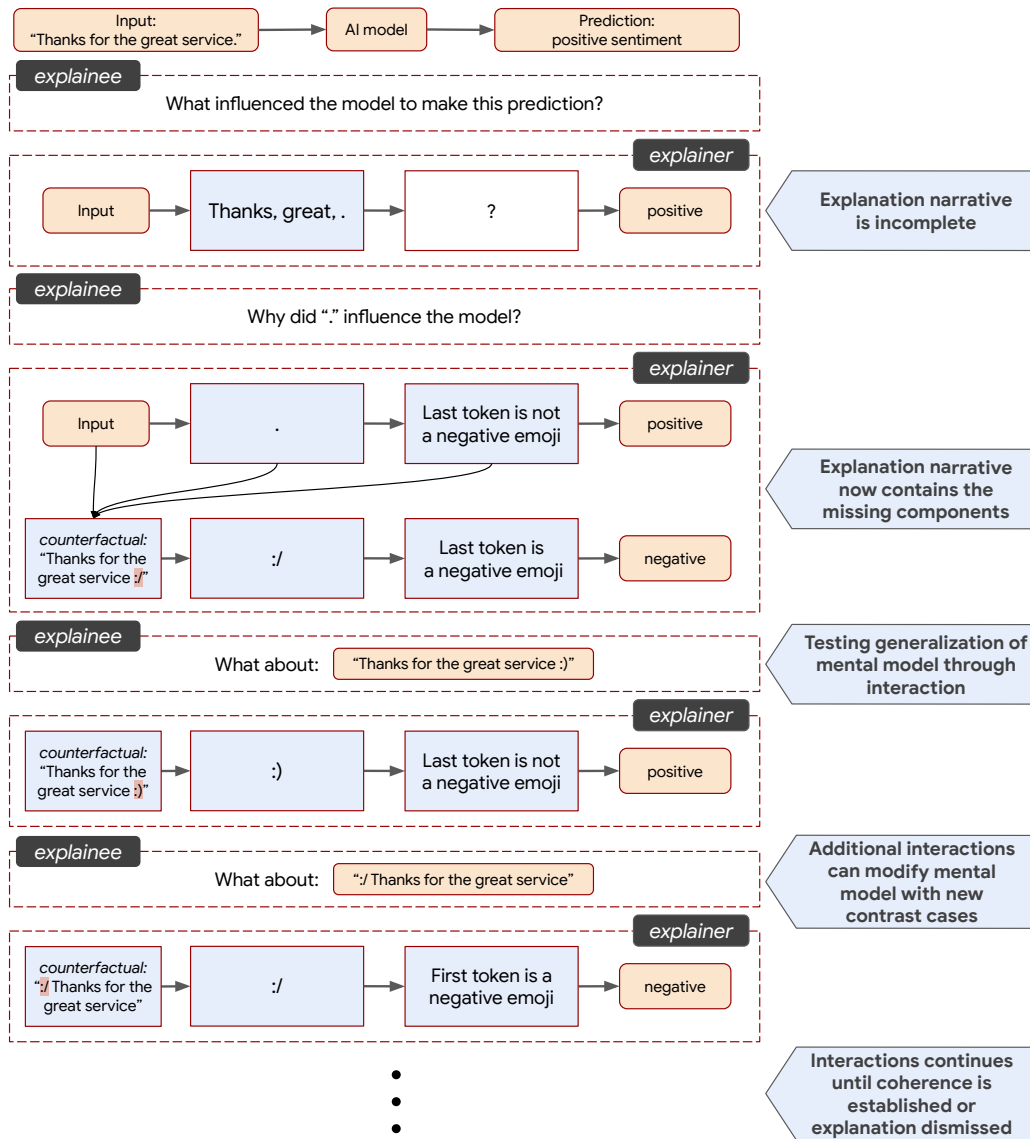 Input:
“Thanks for the great service.”
AI model
Prediction:
positive sentiment
explainee
What influenced the model to make this prediction?
explainer
Input
Thanks, great, .
?
positive
Explanation narrative
is incomplete
explainee
Why did “.” influence the model?
explainer
Input
.
Last token is not
a negative emoji
positive
counterfactual:
“Thanks for the
great service :/”
:/
Last token is
a negative emoji
negative
Explanation narrative
now contains the
missing components
explainee
What about:
“Thanks for the great service :)”
Testing generalization of
mental model through
interaction
explainer
counterfactual:
“Thanks for the
great service :)”
:)
Last token is not
a negative emoji
positive
explainee
What about:
“:/ Thanks for the great service”
Additional interactions
can modify mental
model with new
contrast cases
explainer
counterfactual:
“:/ Thanks for the
great service”
:/
First token is a
negative emoji
negative
Interactions continues
until coherence is
established or
explanation dismissed